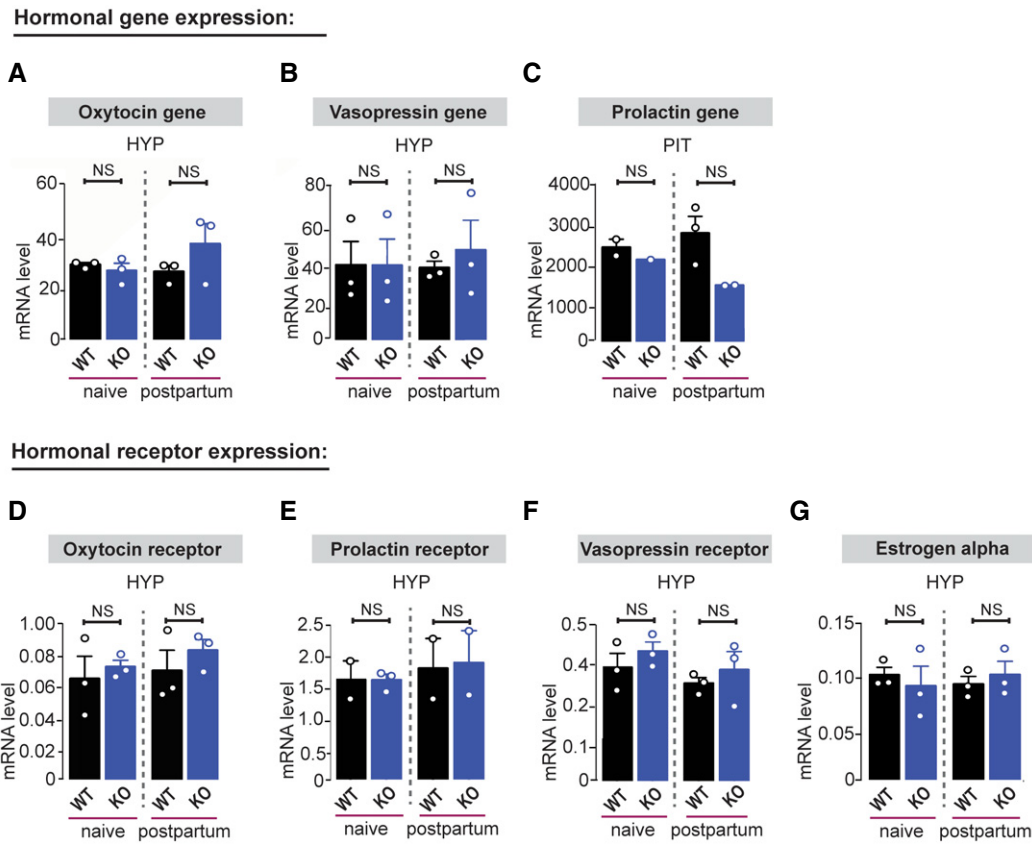 Hormonal gene expression:
A
B
C
Oxytocin gene
Vasopressin gene
Prolactin gene
HYP
HYP
PIT
mRNA level
60
40
20
0
NS
NS
WT
KO
WT
KO
naive
postpartum
mRNA level
80
60
40
20
0
NS
NS
WT
KO
WT
KO
naive
postpartum
mRNA level
4000
3000
2000
1000
0
NS
NS
WT
KO
WT
KO
naive
postpartum
Hormonal receptor expression:
D
E
F
G
Oxytocin receptor
Prolactin receptor
Vasopressin receptor
Estrogen alpha
HYP
HYP
HYP
HYP
mRNA level
1.00
0.08
0.06
0.04
0.02
0
NS
NS
WT
KO
WT
KO
naive
postpartum
mRNA level
2.5
2.0
1.5
1.0
0.5
0
NS
NS
WT
KO
WT
KO
naive
postpartum
mRNA level
0.5
0.4
0.2
0.1
0
NS
NS
WT
KO
WT
KO
naive
postpartum
mRNA level
0.15
0.10
0.05
0
NS
NS
WT
KO
WT
KO
naive
postpartum